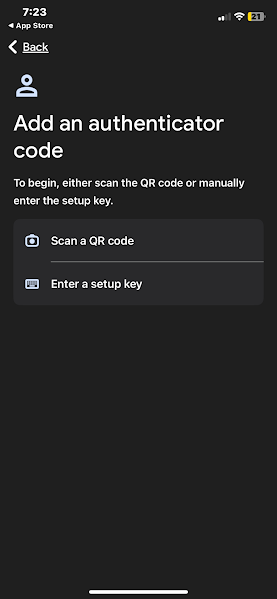 7:23
21
◀ App Store
Back
Add an authenticator
code
To begin, either scan the QR code or manually
enter the setup key.
Scan a QR code
Enter a setup key